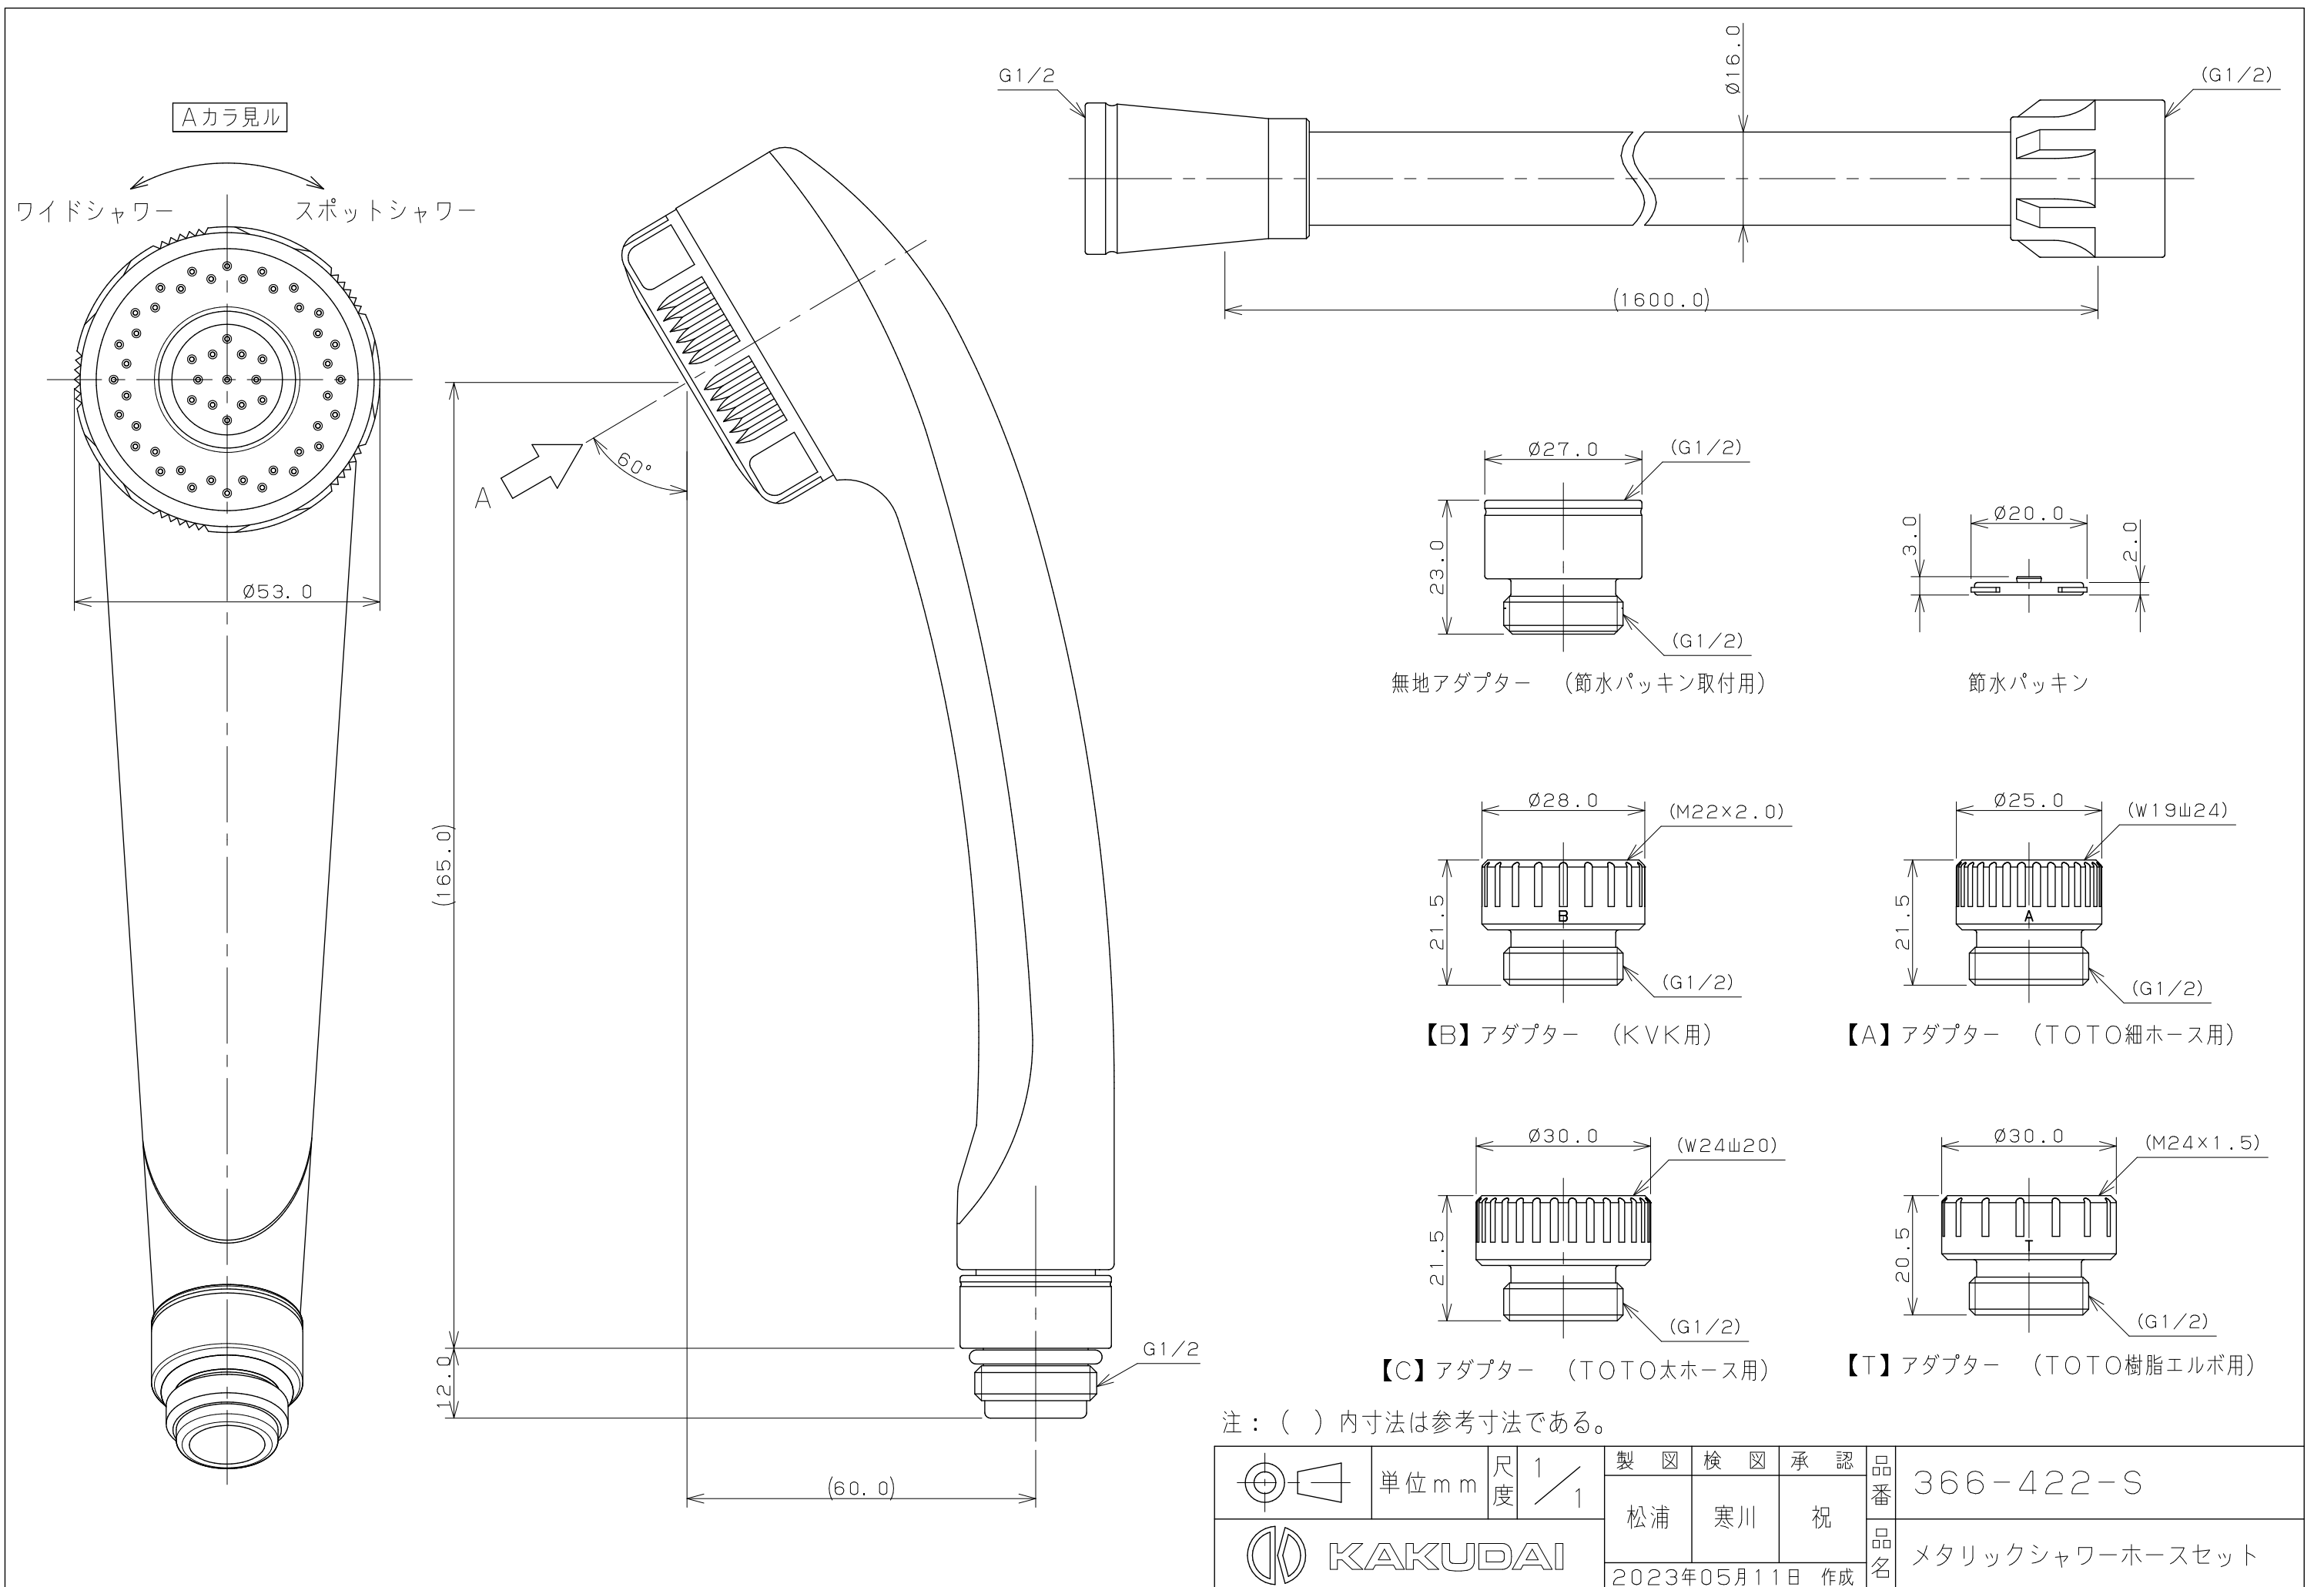 Aカラ見ル
ワイドシャワー
スポットシャワー
Ø53.0
A
60°
(165.0)
12.0
(60.0)
G1/2
G1/2
Ø16.0
(G1/2)
(1600.0)
Ø27.0
(G1/2)
23.0
(G1/2)
無地アダプター (節水パッキン取付用)
Ø20.0
3.0
2.0
節水パッキン
Ø28.0
(M22×2.0)
21.5
B
(G1/2)
【B】アダプター (KVK用)
Ø25.0
(W19山24)
21.5
A
(G1/2)
【A】アダプター (TOTO細ホース用)
Ø30.0
(W24山20)
21.5
(G1/2)
【C】アダプター (TOTO太ホース用)
Ø30.0
(M24×1.5)
20.5
T
(G1/2)
【T】アダプター (TOTO樹脂エルボ用)
注:( )内寸法は参考寸法である。
単位mm
尺度
1/1
製図
検図
承認
松浦
寒川
祝
2023年05月11日 作成
品番
366-422-S
品名
メタリックシャワーホースセット
KAKUDAI